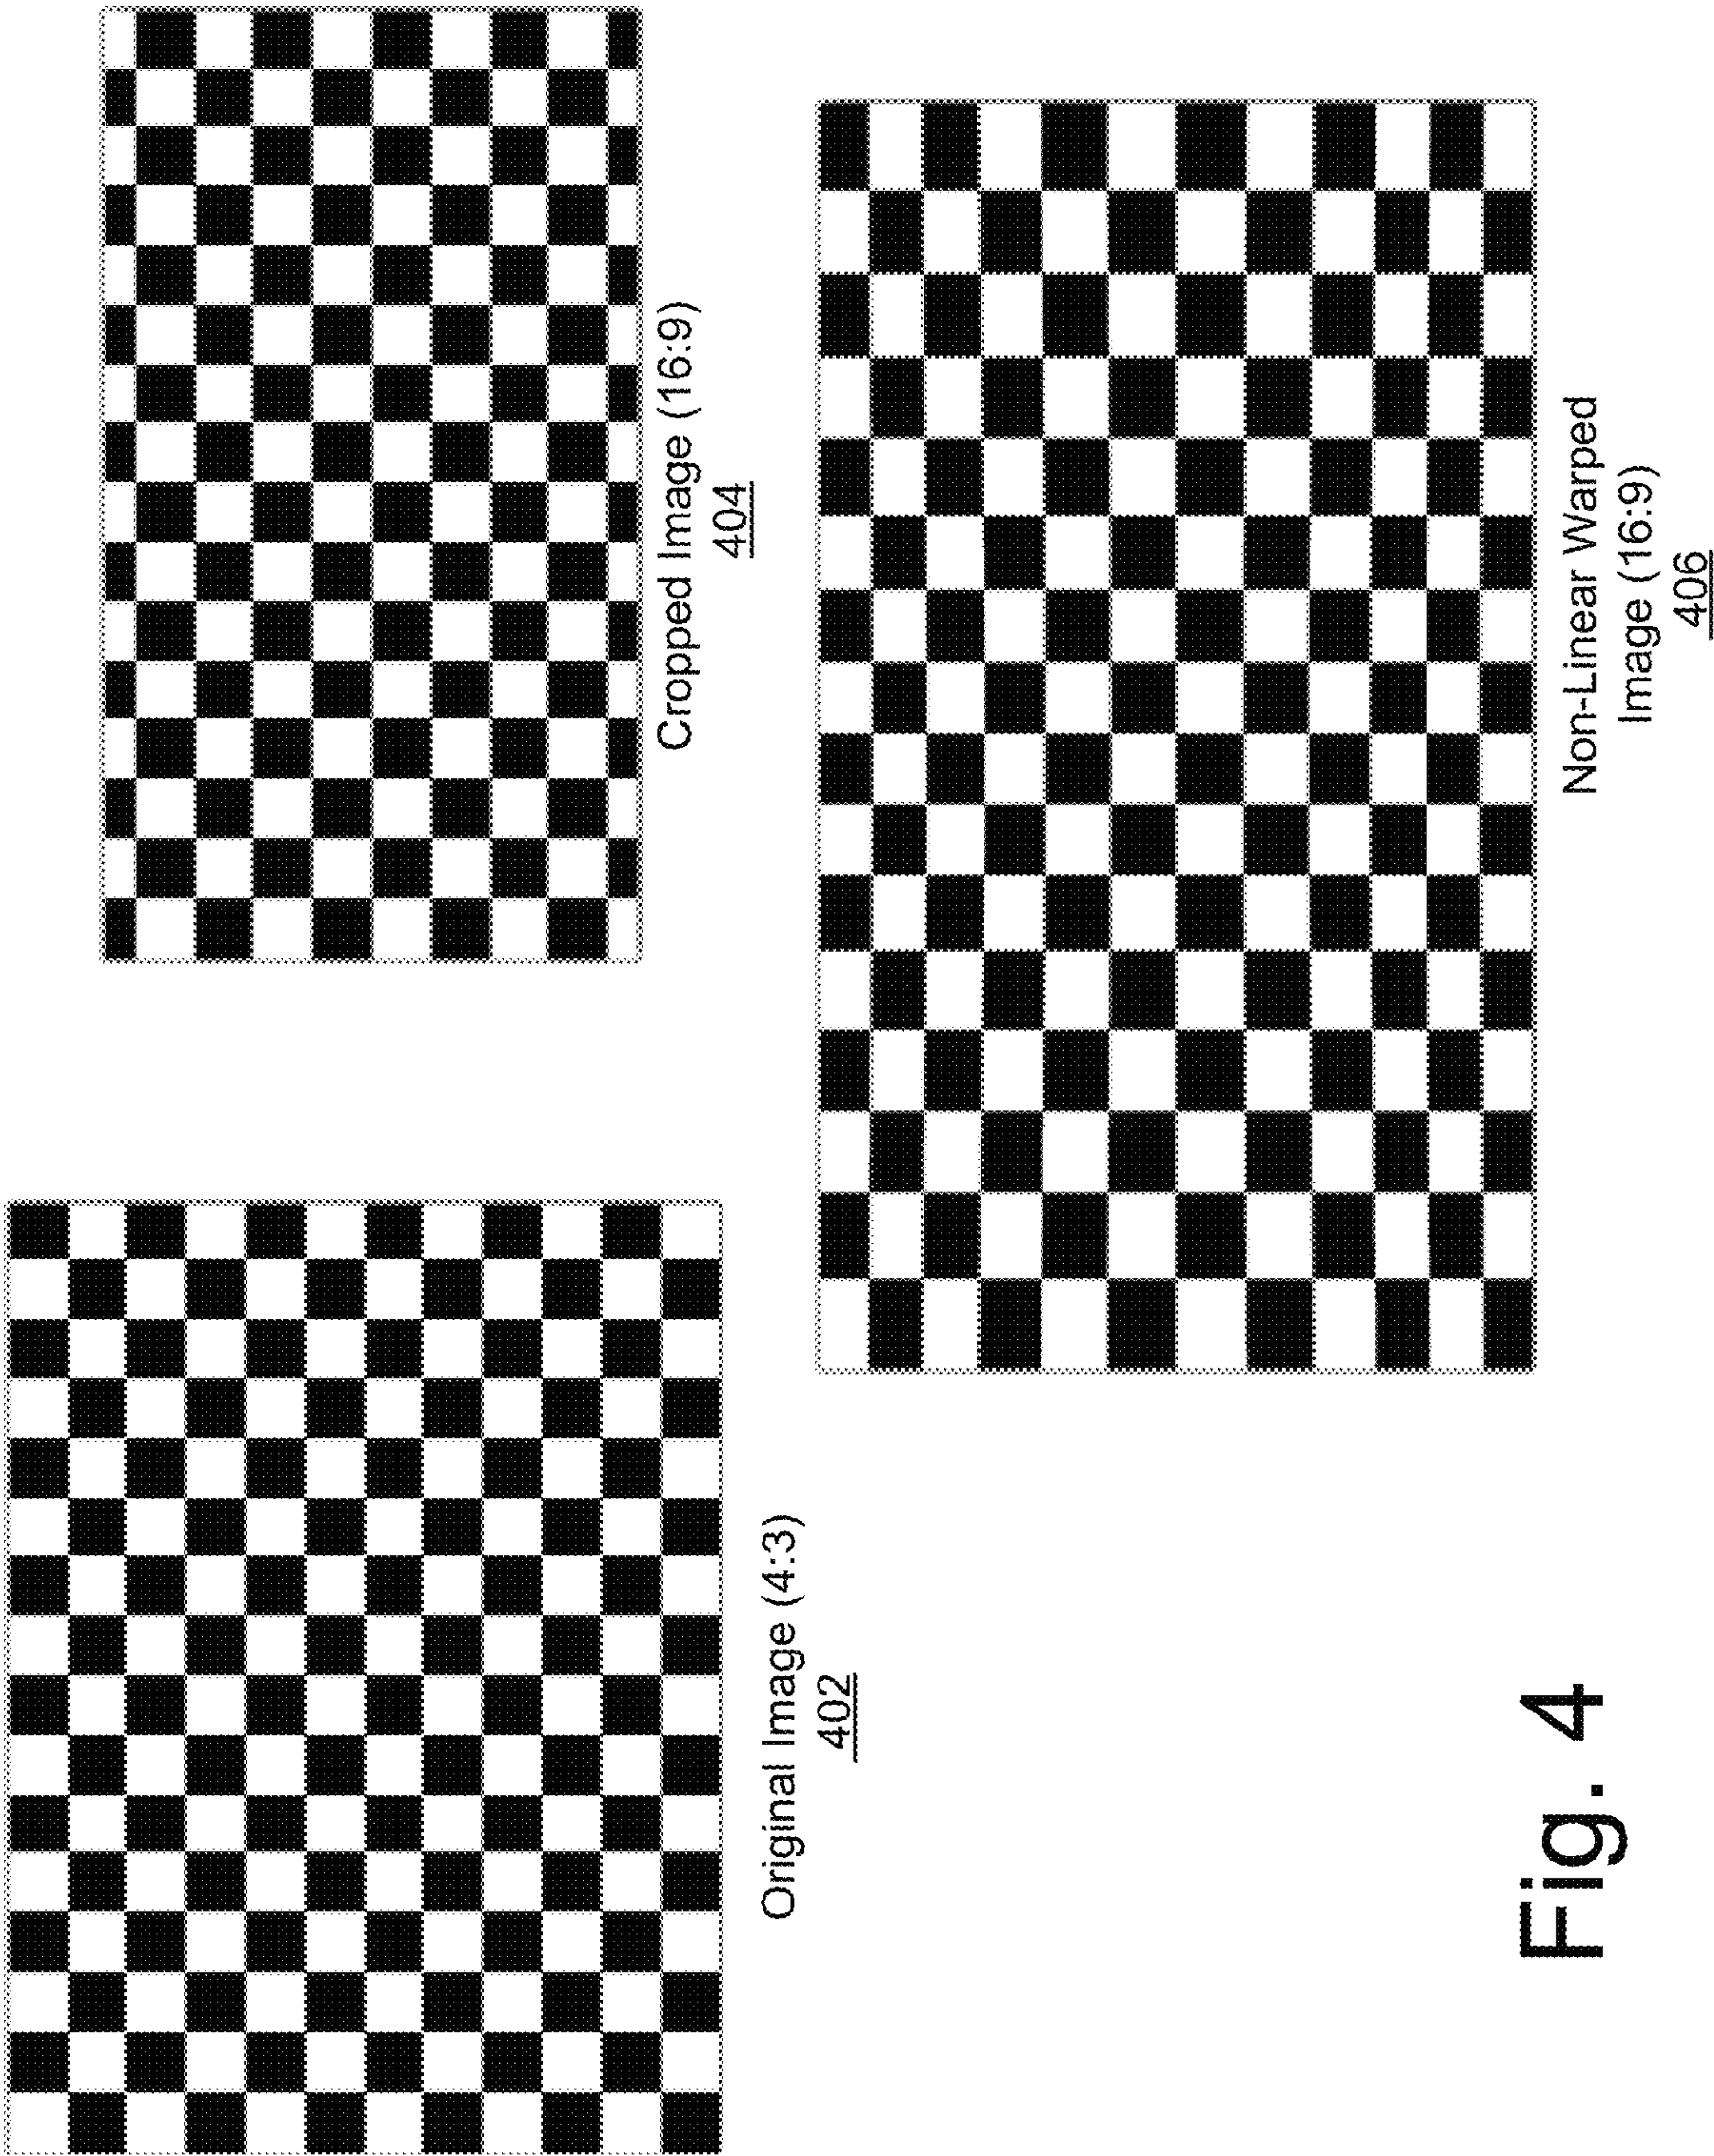 Original Image (4:3)
402
Cropped Image (16:9)
404
Non-Linear Warped
Image (16:9)
406
Fig. 4